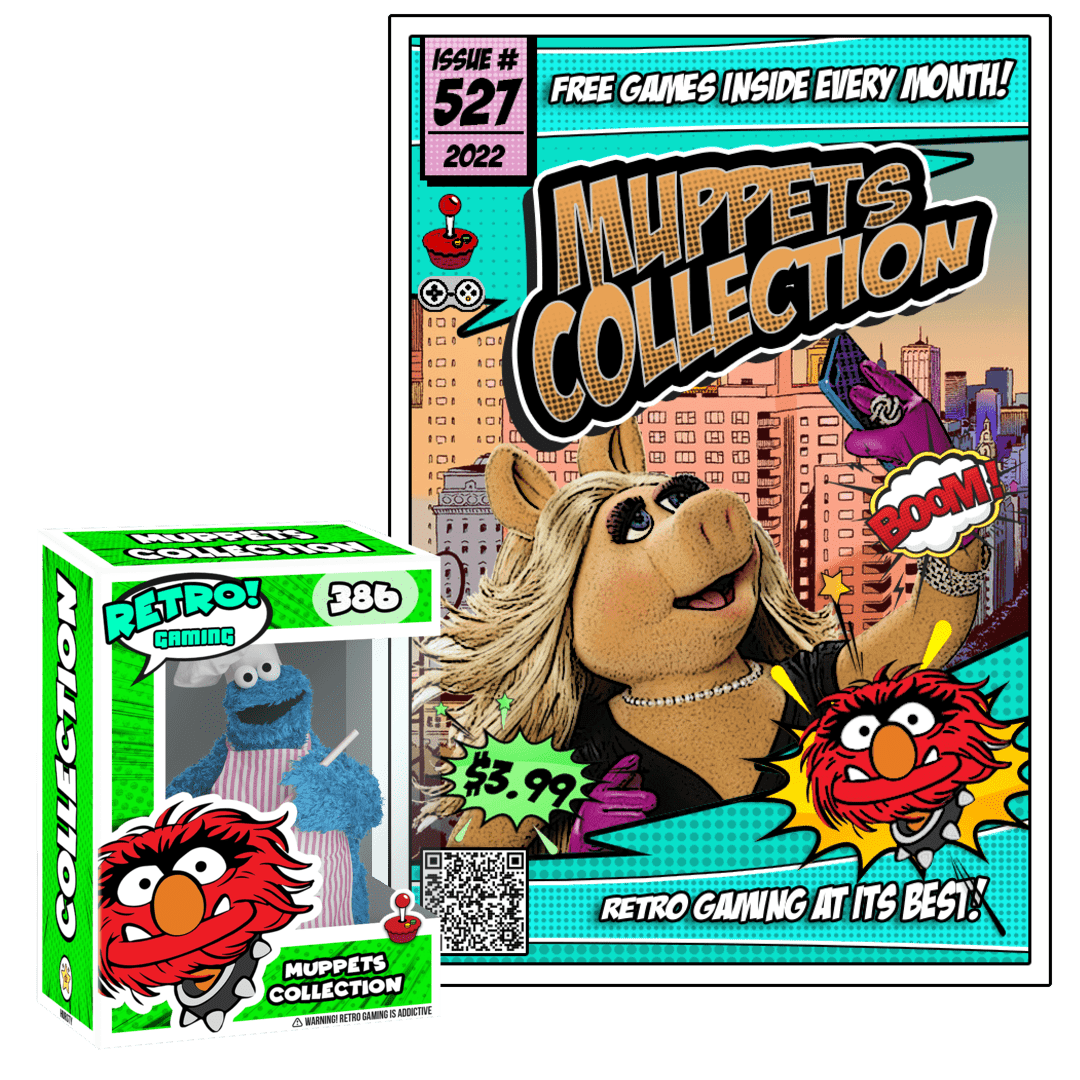 ISSUE #
527
2022
FREE GAMES INSIDE EVERY MONTH!
MUPPETS
COLLECTION
BOOM!
$3.99
RETRO GAMING AT ITS BEST!
MUPPETS
COLLECTION
RETRO!
GAMING
386
COLLECTION
MUPPETS
COLLECTION
⚠ WARNING! RETRO GAMING IS ADDICTIVE